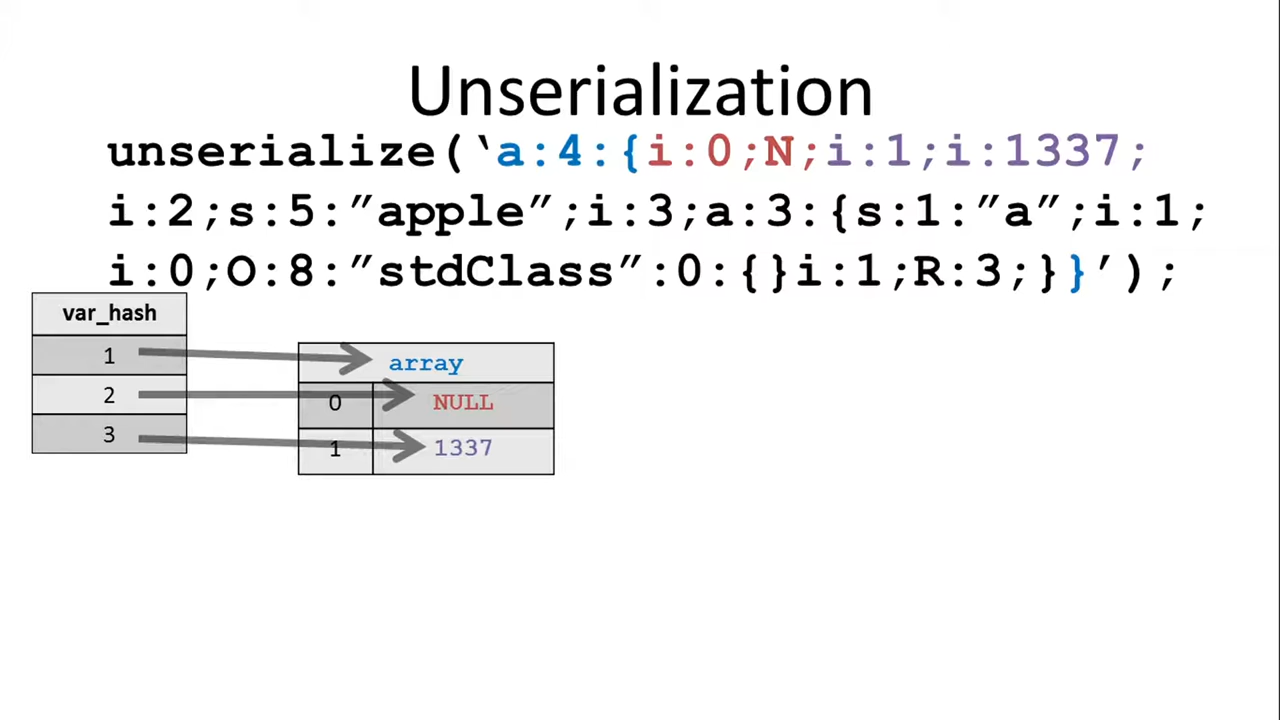 Unserialization
unserialize(‘a:4:{i:0;N;i:1;i:1337;
i:2;s:5:”apple”;i:3;a:3:{s:1:”a”;i:1;
i:0;O:8:”stdClass”:0:{}i:1;R:3;}}’);
var_hash
1
2
3
array
0 NULL
1 1337